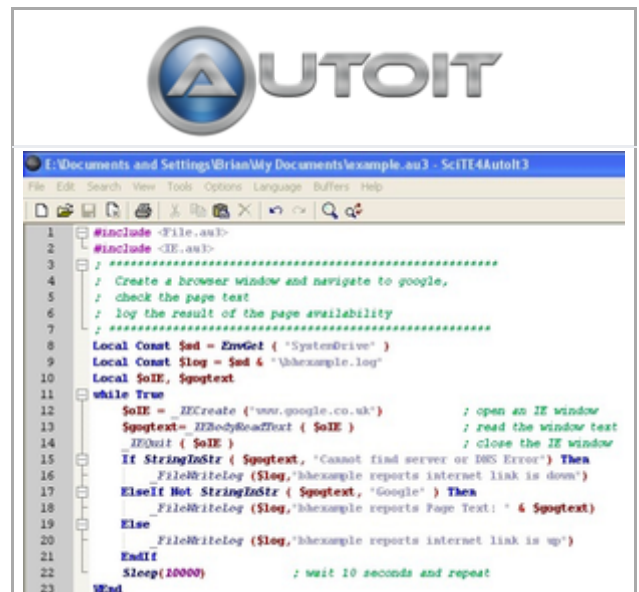 AUTOIT
E:\Documents and Settings\Brian\My Documents\example.au3 - SciTE4AutoIt3
File Edit Search View Tools Options Language Buffers Help
1 #include <File.au3>
2 #include <IE.au3>
3 ; ******************************************************
4 ; Create a browser window and navigate to google,
5 ; check the page text
6 ; log the result of the page availability
7 ; ******************************************************
8 Local Const $sd = EnvGet ( "SystemDrive" )
9 Local Const $log = $sd & "\bhexample.log"
10 Local $oIE, $gogtext
11 while True
12 $oIE = _IECreate ("www.google.co.uk") ; open an IE window
13 $gogtext= _IEBodyReadText ( $oIE ) ; read the window text
14 _IEQuit ( $oIE ) ; close the IE window
15 If StringInStr ( $gogtext, "Cannot find server or DNS Error") Then
16 _FileWriteLog ($log,"bhexample reports internet link is down")
17 ElseIf Not StringInStr ( $gogtext, "Google" ) Then
18 _FileWriteLog ($log,"bhexample reports Page Text: " & $gogtext)
19 Else
20 _FileWriteLog ($log,"bhexample reports internet link is up")
21 EndIf
22 Sleep(10000) ; wait 10 seconds and repeat
23 WEnd